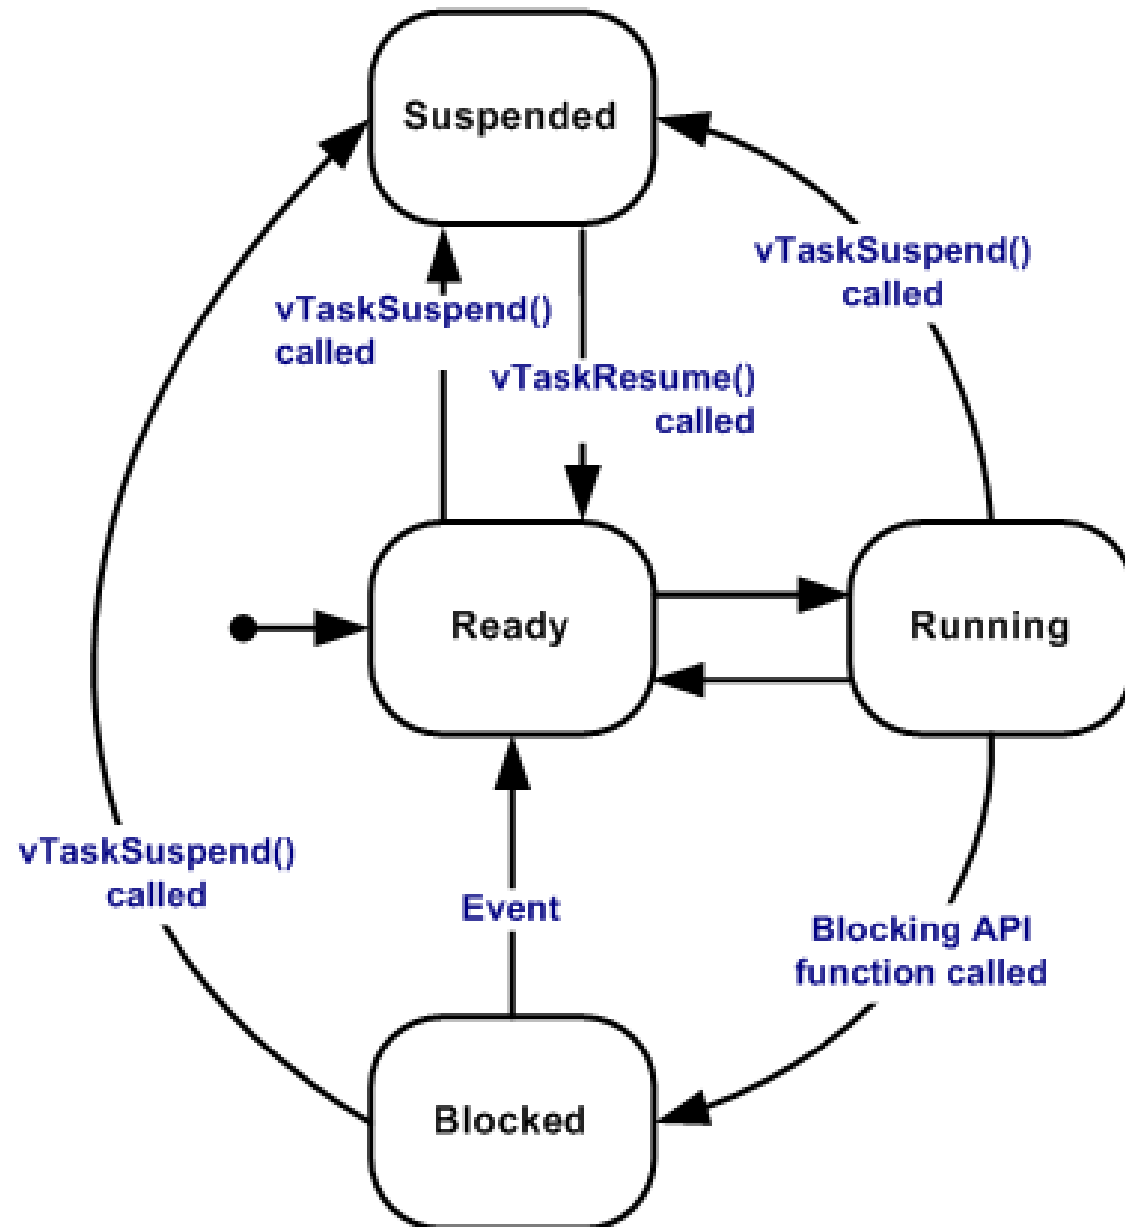 Suspended
vTaskSuspend()
called
vTaskSuspend()
called
vTaskResume()
called
Ready
Running
vTaskSuspend()
called
Event
Blocking API
function called
Blocked